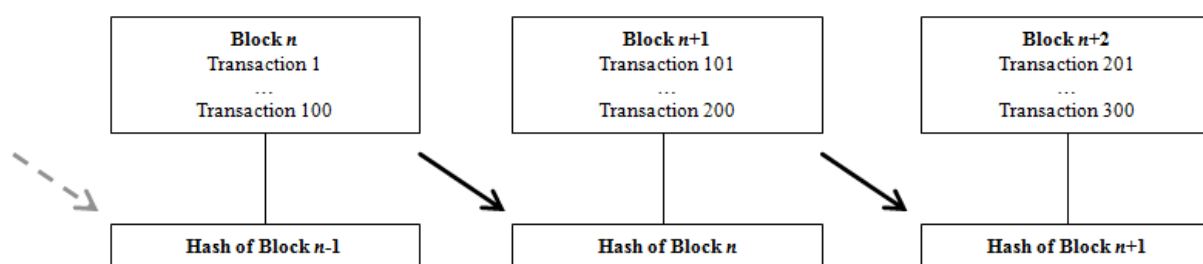 Block n
Transaction 1
...
Transaction 100
Block n+1
Transaction 101
...
Transaction 200
Block n+2
Transaction 201
...
Transaction 300
Hash of Block n-1
Hash of Block n
Hash of Block n+1